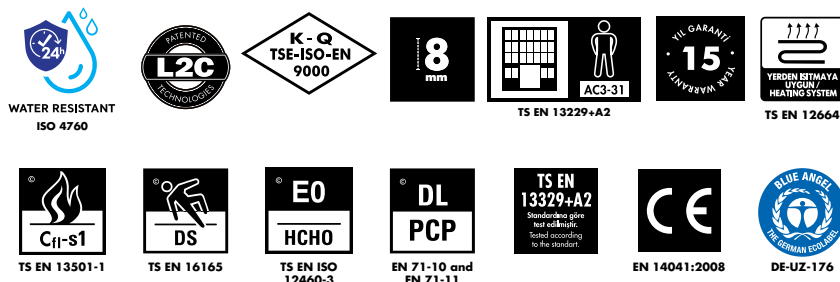 24h
WATER RESISTANT
ISO 4760
PATENTED
L2C
TECHNOLOGIES
K - Q
TSE-ISO-EN
9000
8
mm
AC3-31
TS EN 13229+A2
YIL GARANTİ
15
YEAR WARRANTY
YERDEN ISITMAYA
UYGUN /
HEATING SYSTEM
TS EN 12664
©
Cfl-s1
TS EN 13501-1
©
DS
TS EN 16165
©
E0
HCHO
TS EN ISO
12460-3
©
DL
PCP
EN 71-10 and
EN 71-11
TS EN
13329+A2
Standardına göre
test edilmiştir.
Tested according
to the standart.
CE
EN 14041:2008
BLUE ANGEL
THE GERMAN ECOLABEL
DE-UZ-176